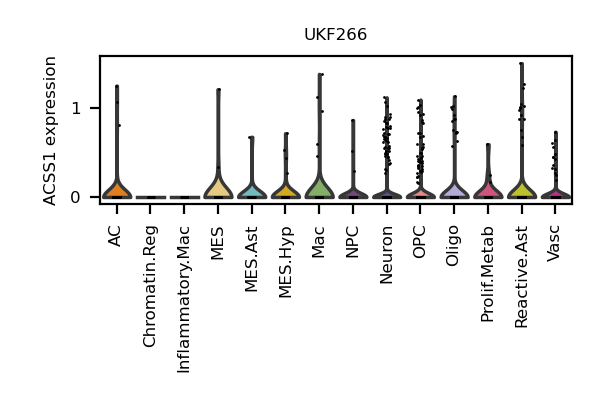 UKF266
ACSS1 expression
1
0
AC
Chromatin.Reg
Inflammatory.Mac
MES
MES.Ast
MES.Hyp
Mac
NPC
Neuron
OPC
Oligo
Prolif.Metab
Reactive.Ast
Vasc